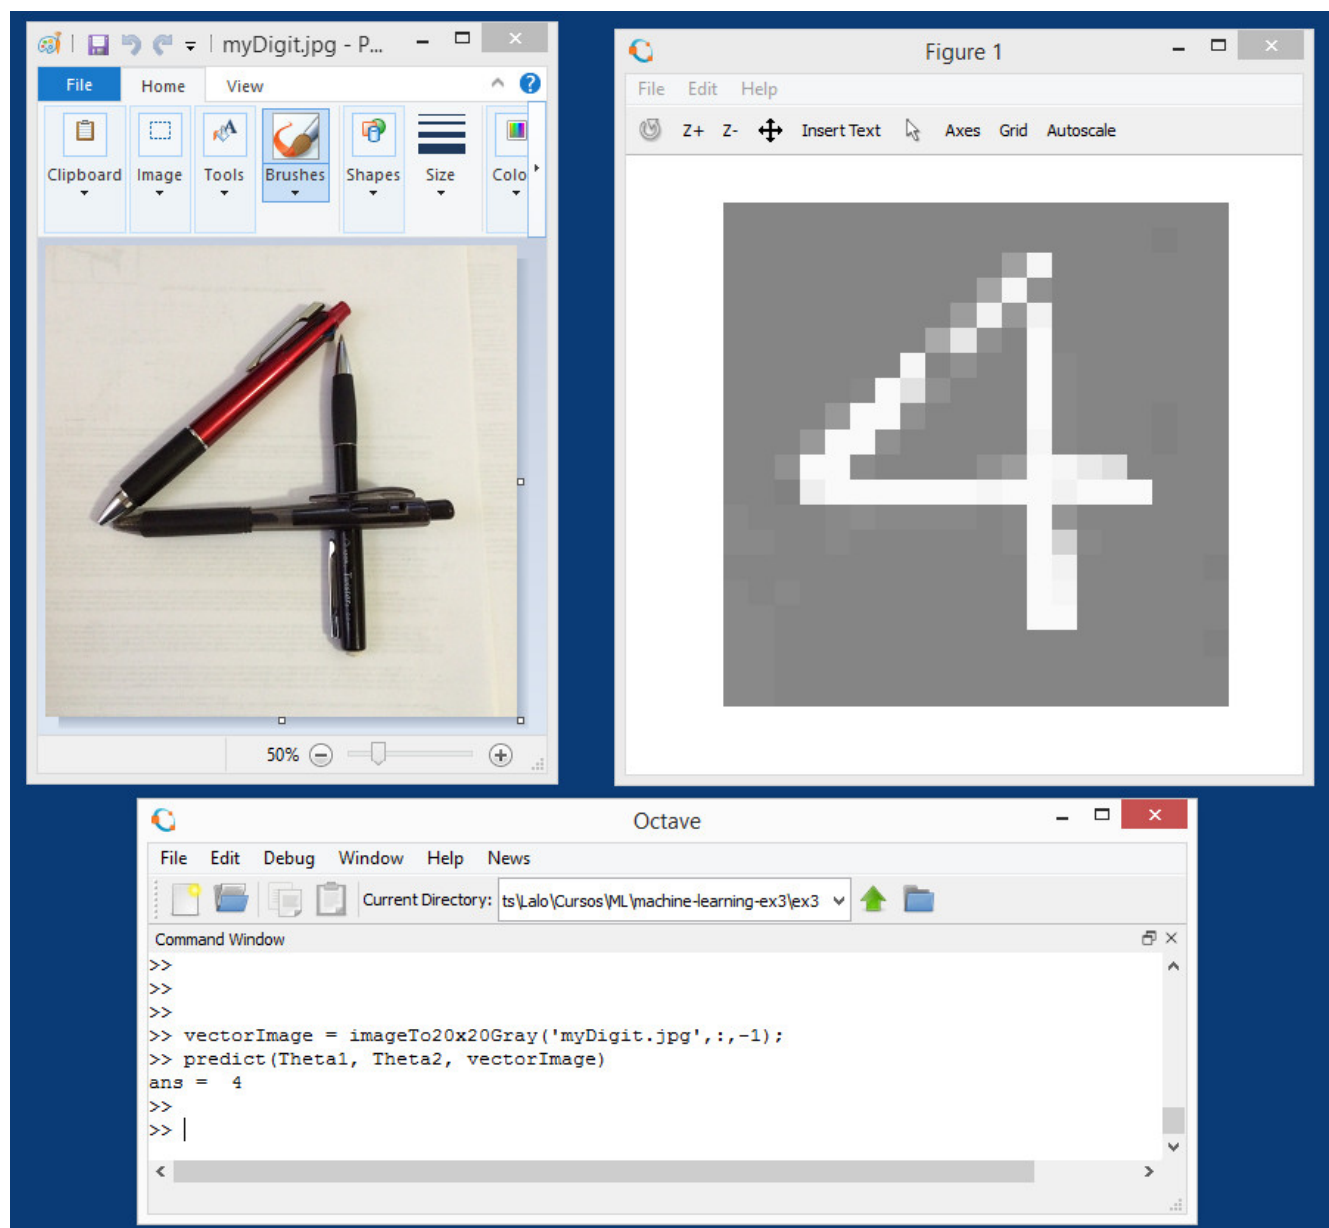 myDigit.jpg - P...
File Home View
Clipboard Image Tools Brushes Shapes Size Colo
50%
Figure 1
File Edit Help
Z+ Z- Insert Text Axes Grid Autoscale
Octave
File Edit Debug Window Help News
Current Directory: ts\Lalo\Cursos\ML\machine-learning-ex3\ex3
Command Window
>>
>>
>>
>> vectorImage = imageTo20x20Gray('myDigit.jpg',:,-1);
>> predict(Theta1, Theta2, vectorImage)
ans =  4
>>
>>